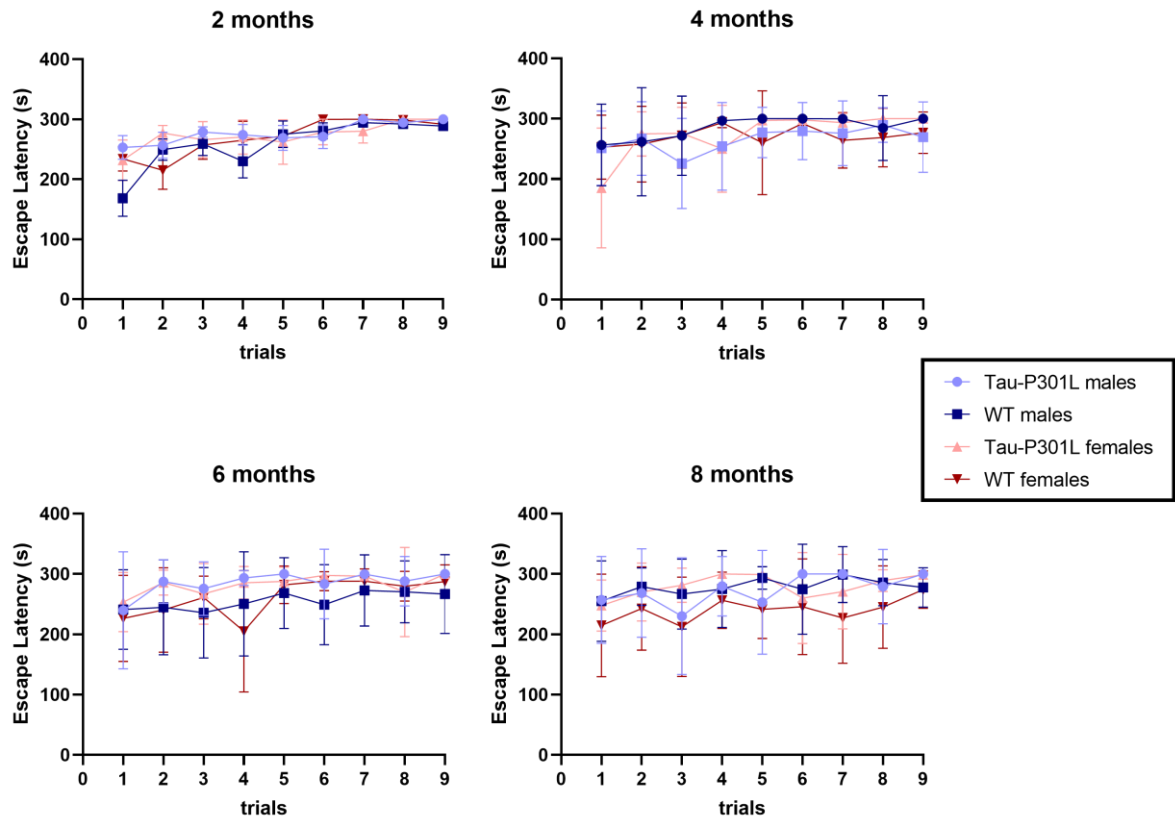 2 months
400
300
200
100
0
Escape Latency (s)
0 1 2 3 4 5 6 7 8 9
trials
4 months
400
300
200
100
0
Escape Latency (s)
0 1 2 3 4 5 6 7 8 9
trials
Tau-P301L males
WT males
Tau-P301L females
WT females
6 months
400
300
200
100
0
Escape Latency (s)
0 1 2 3 4 5 6 7 8 9
trials
8 months
400
300
200
100
0
Escape Latency (s)
0 1 2 3 4 5 6 7 8 9
trials